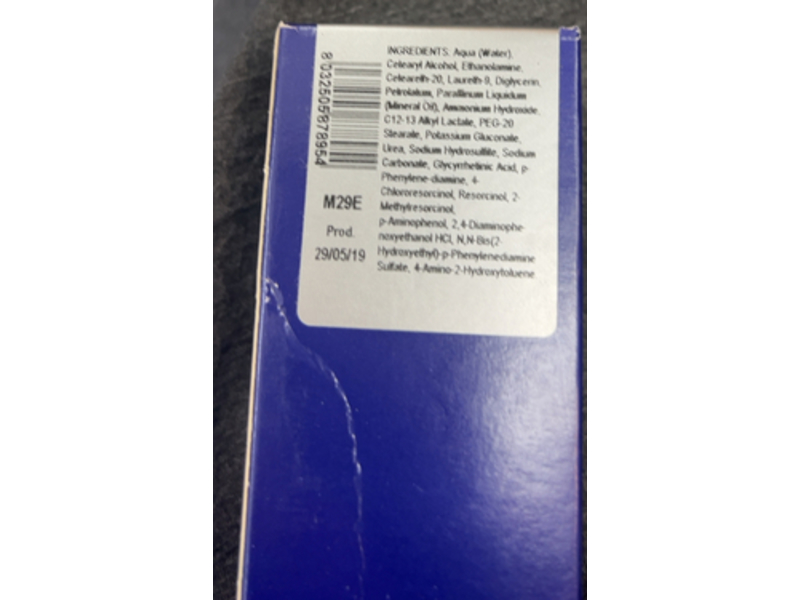 INGREDIENTS: Aqua (Water),
Cetearyl Alcohol, Ethanolamine,
Ceteareth-20, Laureth-9, Diglycerin,
Petrolatum, Paraffinum Liquidum
(Mineral Oil), Ammonium Hydroxide,
C12-13 Alkyl Lactate, PEG-20
Stearate, Potassium Gluconate,
Urea, Sodium Hydrosulfite, Sodium
Carbonate, Glycyrrhetinic Acid, p-
Phenylene-diamine, 4-
Chlororesorcinol, Resorcinol, 2-
Methylresorcinol,
p-Aminophenol, 2,4-Diaminophe-
noxyethanol HCl, N,N-Bis(2-
Hydroxyethyl)-p-Phenylenediamine
Sulfate, 4-Amino-2-Hydroxytoluene
8032505878954
M29E
Prod.
29/05/19